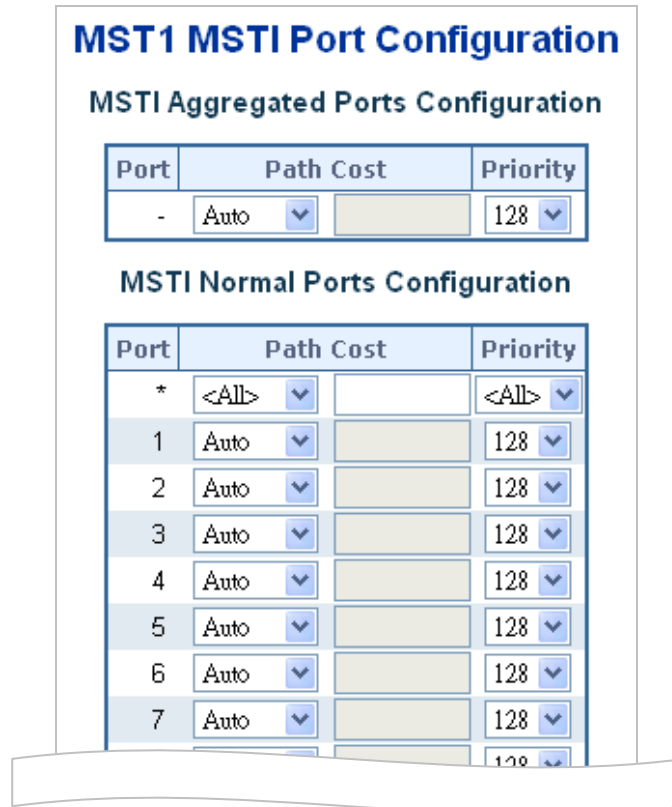 MST1 MSTI Port Configuration
MSTI Aggregated Ports Configuration
Port Path Cost Priority
- Auto 128
MSTI Normal Ports Configuration
Port Path Cost Priority
* <All> <All>
1 Auto 128
2 Auto 128
3 Auto 128
4 Auto 128
5 Auto 128
6 Auto 128
7 Auto 128